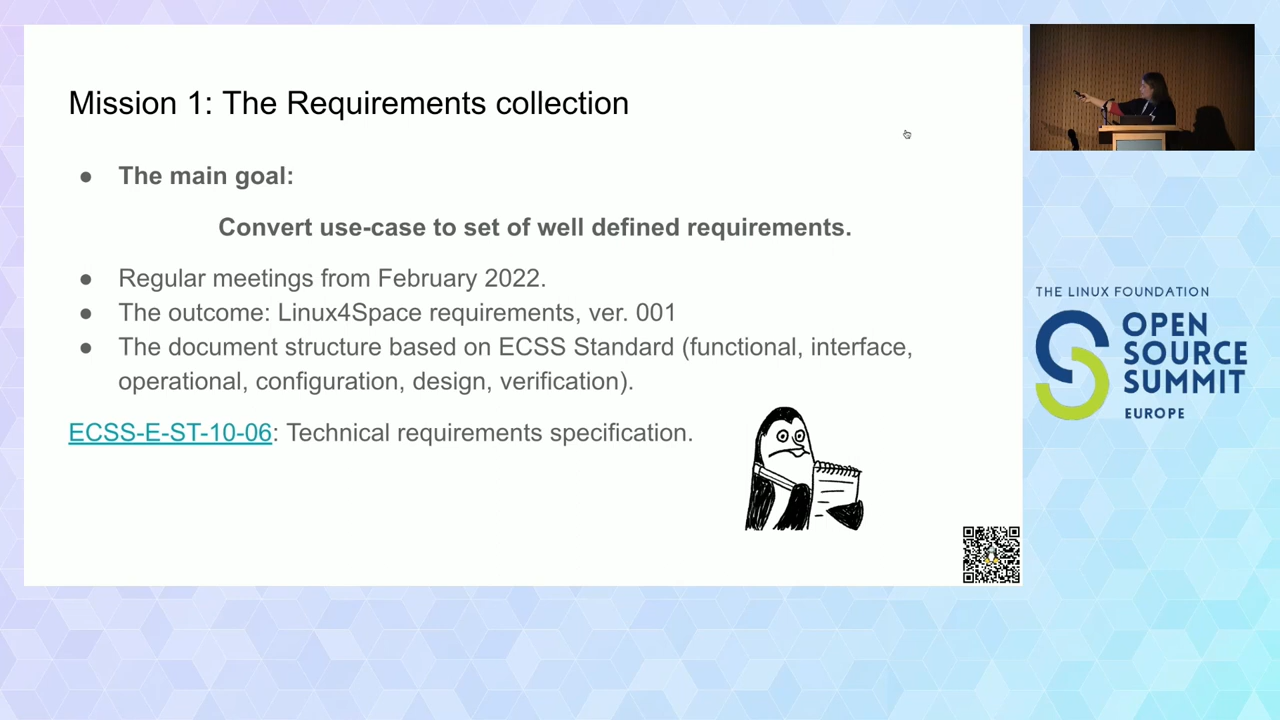 Mission 1: The Requirements collection
● The main goal:
Convert use-case to set of well defined requirements.
● Regular meetings from February 2022.
● The outcome: Linux4Space requirements, ver. 001
● The document structure based on ECSS Standard (functional, interface,
operational, configuration, design, verification).
ECSS-E-ST-10-06: Technical requirements specification.
THE LINUX FOUNDATION
OPEN
SOURCE
SUMMIT
EUROPE